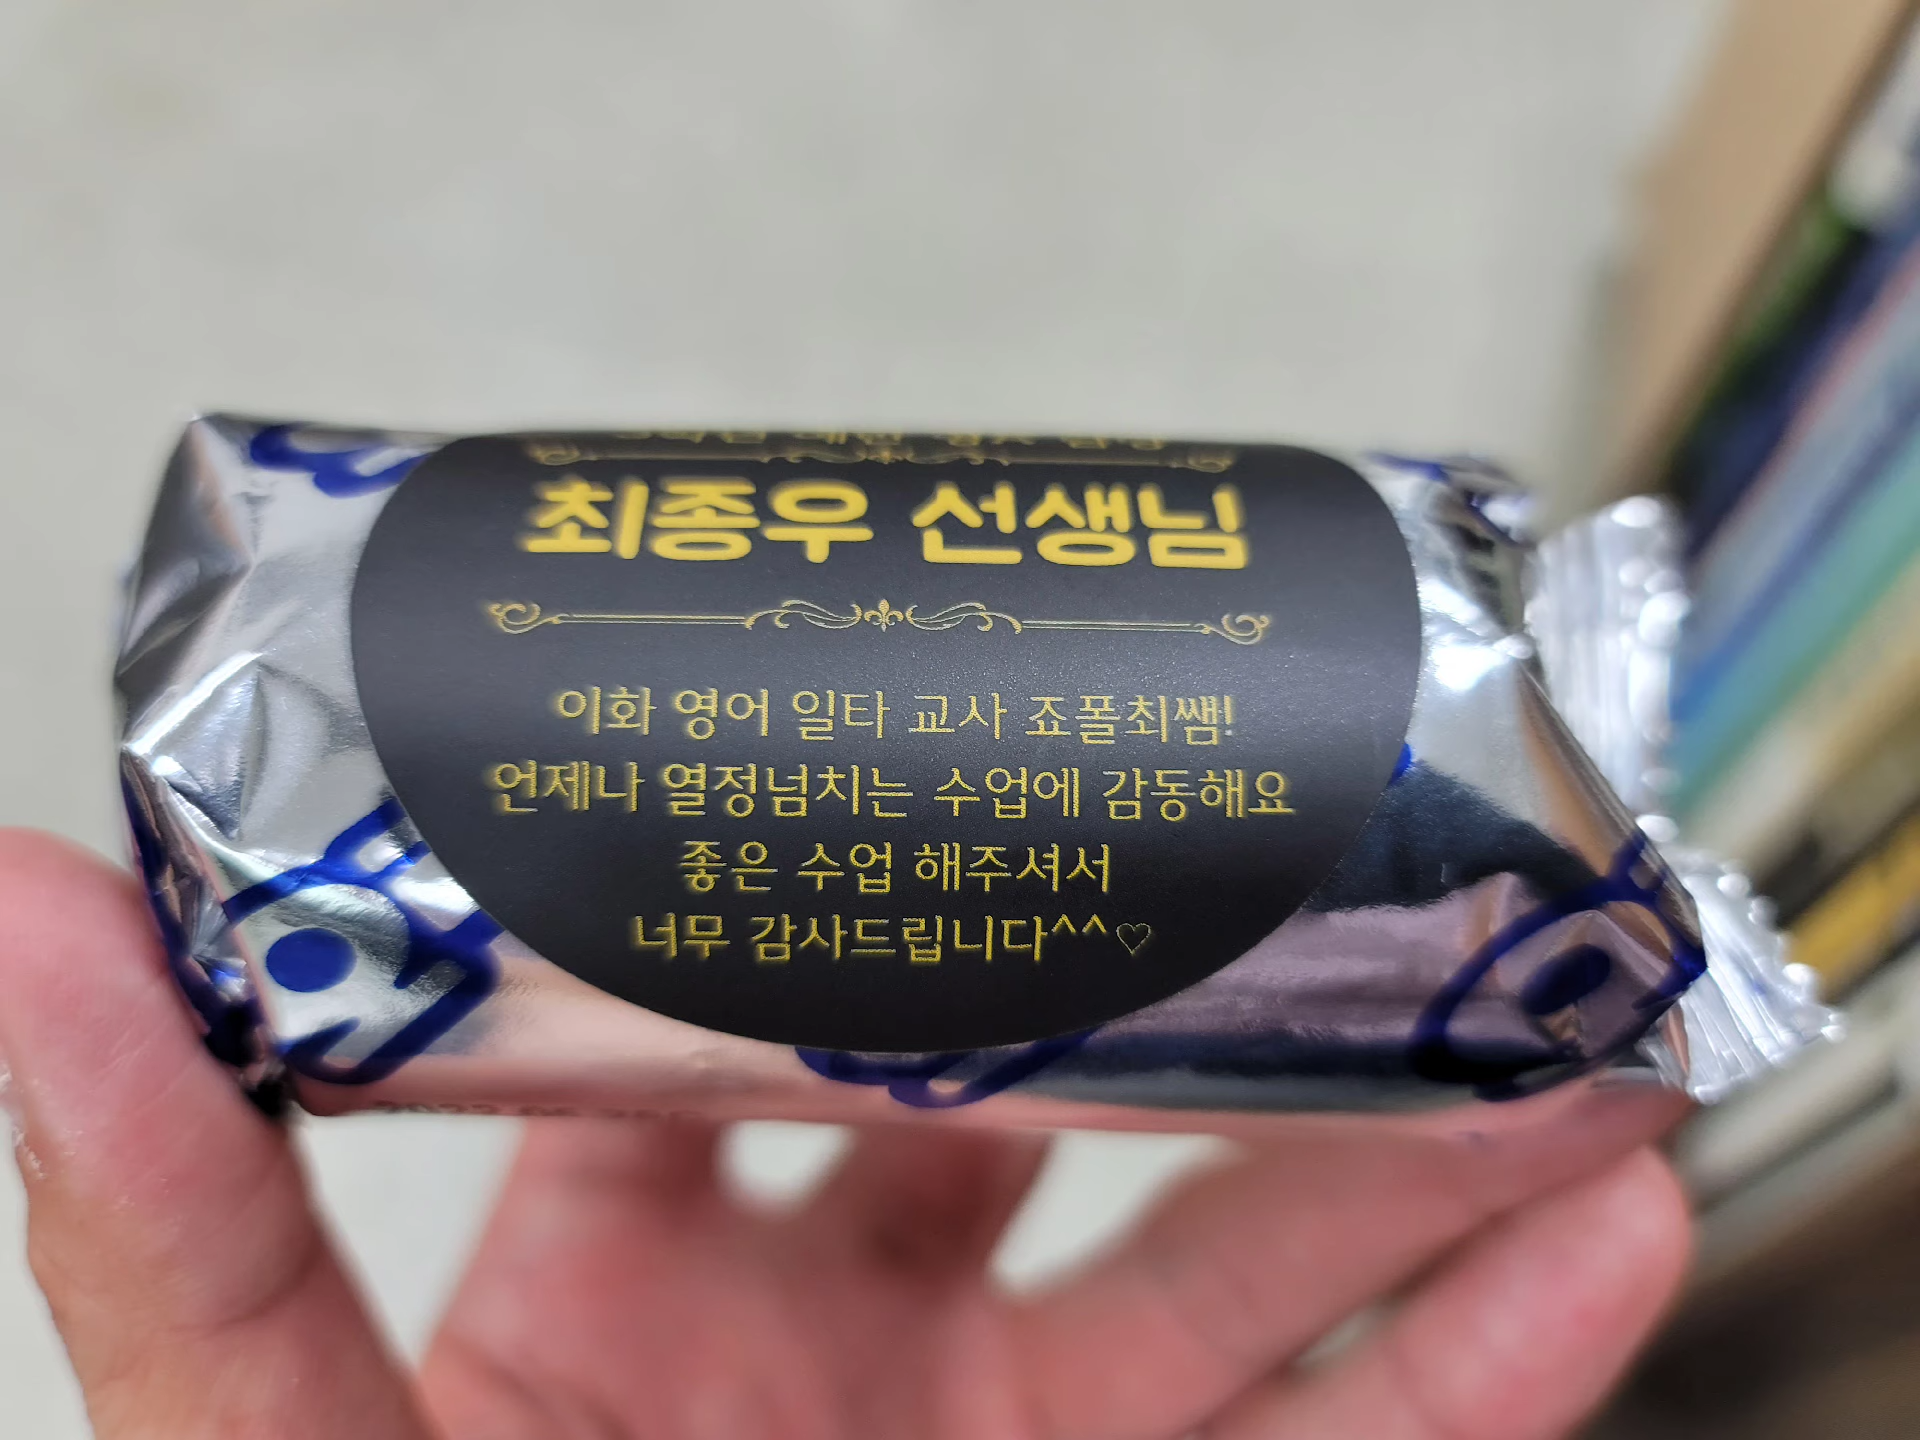 최종우 선생님
이화 영어 일타 교사 죠폴최쌤!
언제나 열정넘치는 수업에 감동해요
좋은 수업 해주셔서
너무 감사드립니다^^♡